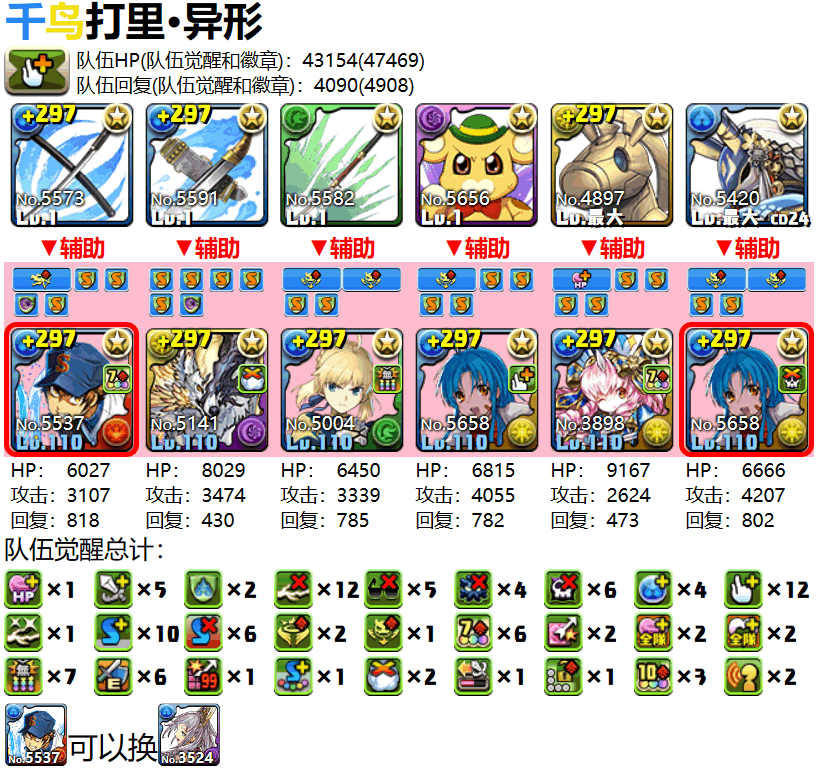 千鸟打里·异形
队伍HP(队伍觉醒和徽章): 43154(47469)
队伍回复(队伍觉醒和徽章): 4090(4908)
+297 +297 +297
No.5573 No.5591 No.5582 No.5656 No.4897 No.5420
Lv.1 Lv.1 Lv.1 Lv.1 Lv.最大 Lv.最大 CD24
▼辅助 ▼辅助 ▼辅助 ▼辅助 ▼辅助 ▼辅助
+297 +297 +297 +297 +297 +297
No.5537 No.5141 No.5004 No.5658 No.3898 No.5658
Lv.110 Lv.110 Lv.110 Lv.110 Lv.110 Lv.110
HP: 6027 HP: 8029 HP: 6450 HP: 6815 HP: 9167 HP: 6666
攻击: 3107 攻击: 3474 攻击: 3339 攻击: 4055 攻击: 2624 攻击: 4207
回复: 818 回复: 430 回复: 785 回复: 782 回复: 473 回复: 802
队伍觉醒总计:
HP ×1 ×5 ×2 ×12 ×5 ×4 ×6 ×4 ×12
×1 ×10 ×6 ×2 ×1 7 ×6 ×2 全隊 ×2 全隊 ×2
無 ×7 E ×6 99 ×1 ×1 ×2 ×1 ×1 10 ×3 ×2
No.5537 可以换 No.3524